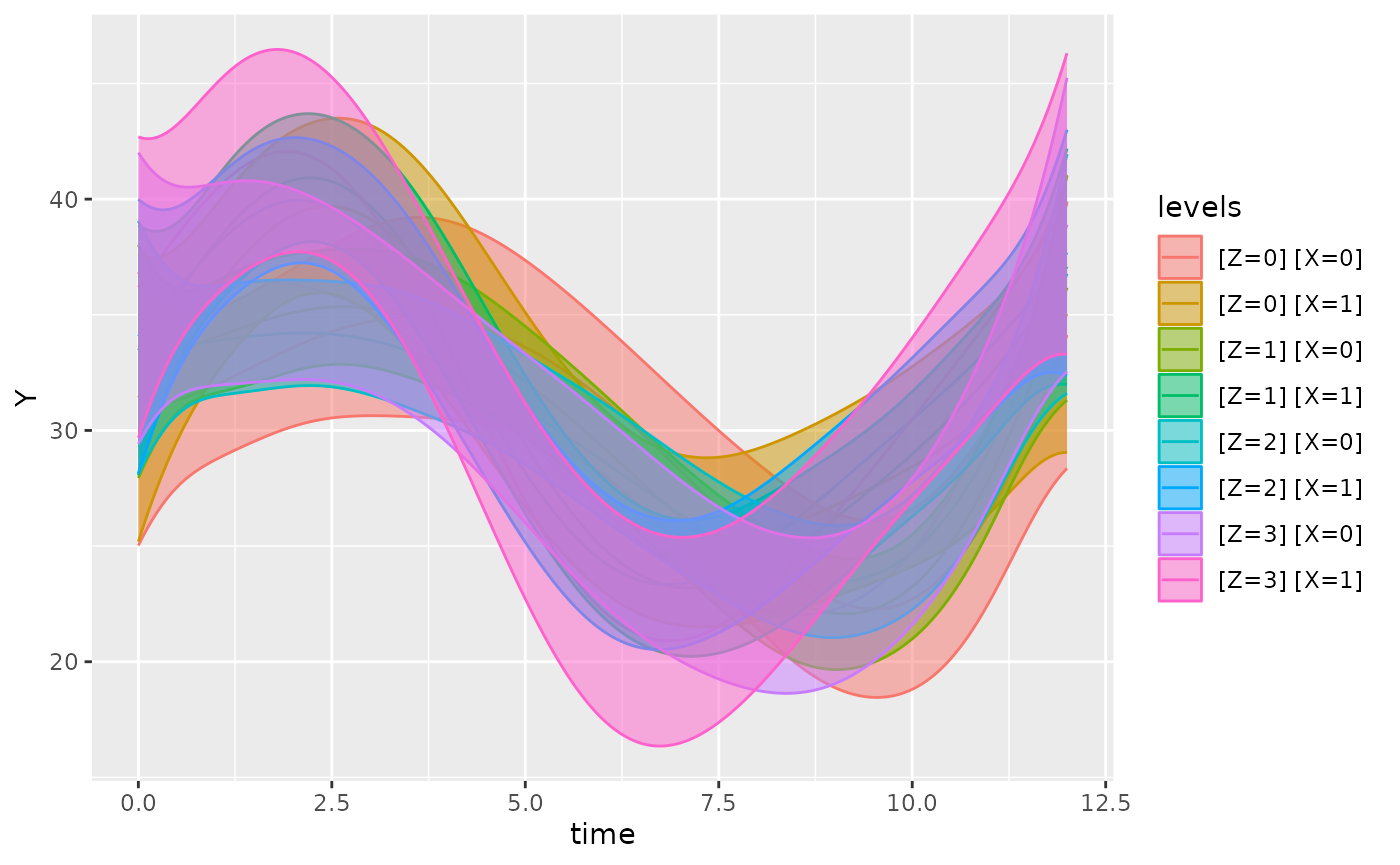 40
30
20
Y
0.0 2.5 5.0 7.5 10.0 12.5
time
levels
[Z=0] [X=0]
[Z=0] [X=1]
[Z=1] [X=0]
[Z=1] [X=1]
[Z=2] [X=0]
[Z=2] [X=1]
[Z=3] [X=0]
[Z=3] [X=1]